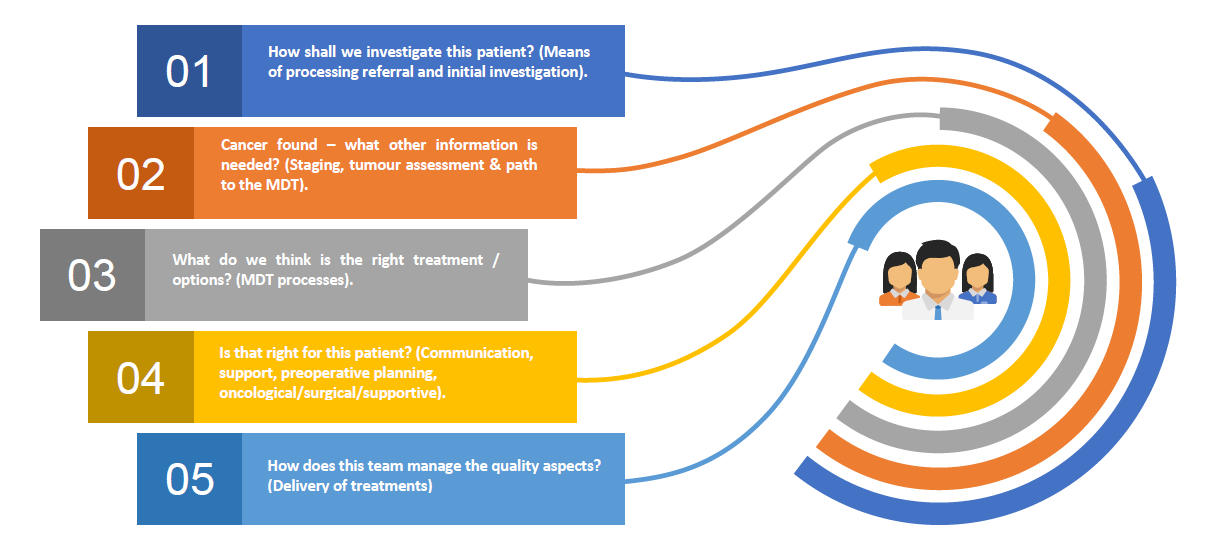 01
How shall we investigate this patient? (Means
of processing referral and initial investigation).
02
Cancer found – what other information is
needed? (Staging, tumour assessment & path
to the MDT).
03
What do we think is the right treatment /
options? (MDT processes).
04
Is that right for this patient? (Communication,
support, preoperative planning,
oncological/surgical/supportive).
05
How does this team manage the quality aspects?
(Delivery of treatments)